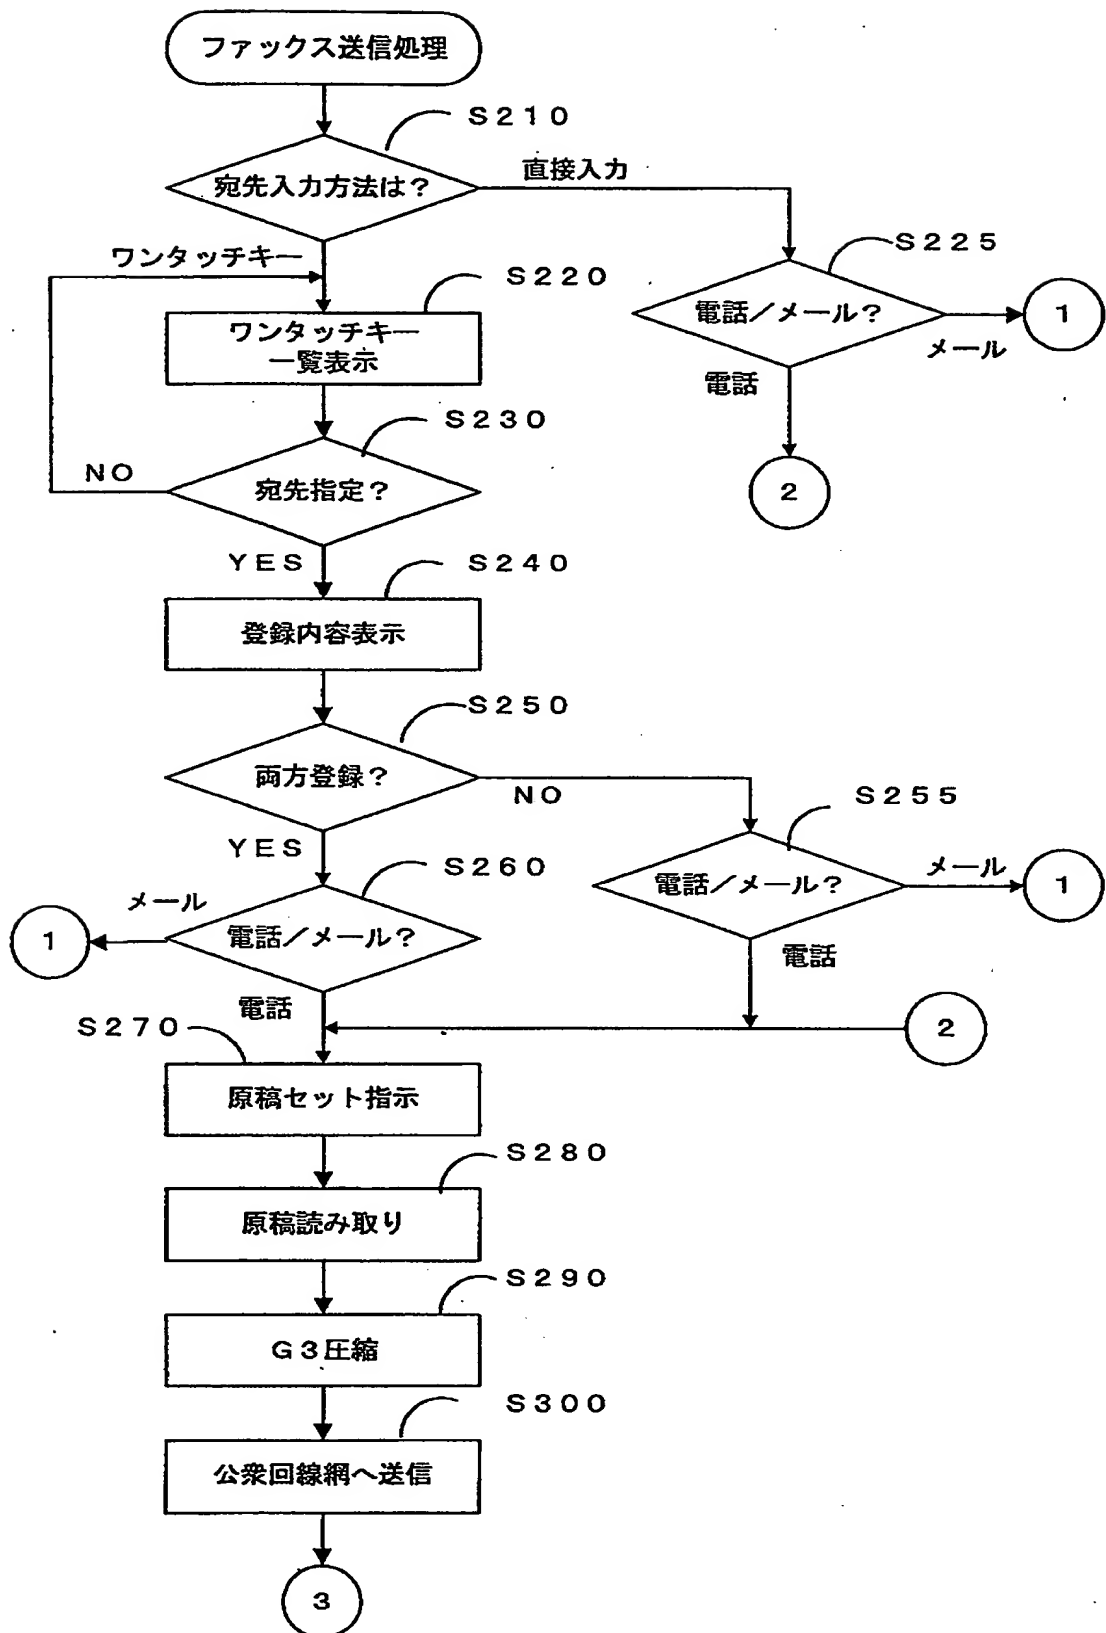 ファックス送信処理
S210
宛先入力方法は?
直接入力
ワンタッチキー
S220
S225
電話/メール?
1
メール
電話
2
ワンタッチキー
一覧表示
S230
NO
宛先指定?
YES
S240
登録内容表示
S250
両方登録?
NO
S255
YES
S260
電話/メール?
メール
1
メール
1
電話/メール?
電話
電話
S270
2
原稿セット指示
S280
原稿読み取り
S290
G3圧縮
S300
公衆回線網へ送信
3